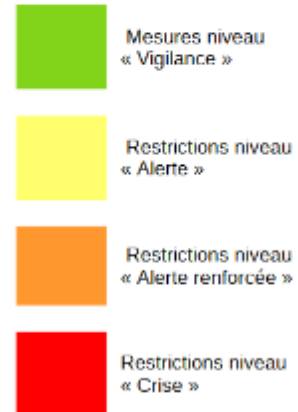 Mesures niveau
« Vigilance »
Restrictions niveau
« Alerte »
Restrictions niveau
« Alerte renforcée »
Restrictions niveau
« Crise »